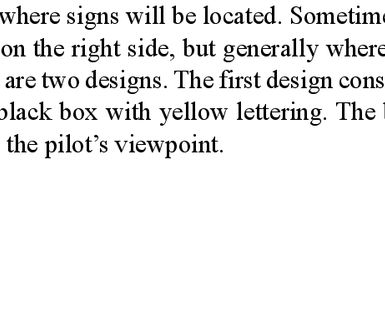 where signs will be located. Sometime
on the right side, but generally where
are two designs. The first design cons
black box with yellow lettering. The
the pilot’s viewpoint.